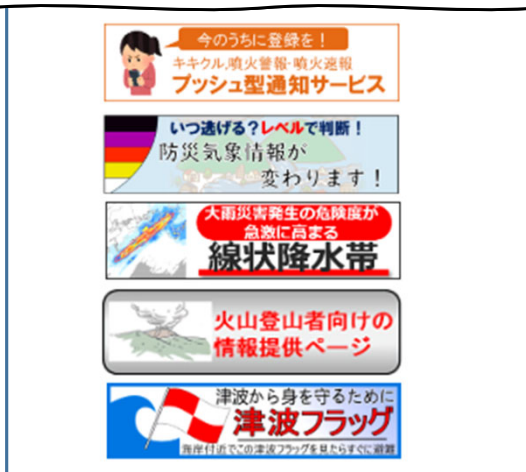 今のうちに登録を！
キキクル,噴火警報・噴火速報
プッシュ型通知サービス
いつ逃げる？レベルで判断！
防災気象情報が
変わります！
大雨災害発生の危険度が
急激に高まる
線状降水帯
火山登山者向けの
情報提供ページ
津波から身を守るために
津波フラッグ
海岸付近でこの津波フラッグを見たらすぐに避難